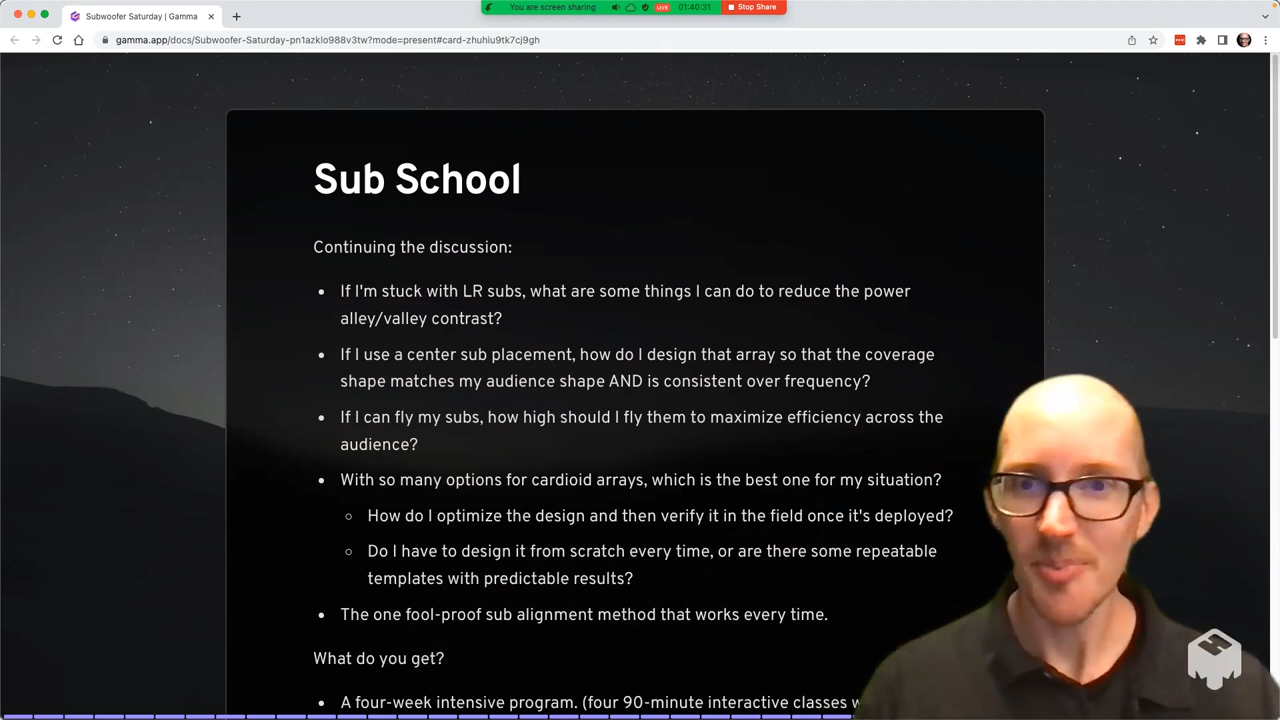 Subwoofer Saturday | Gamma
You are screen sharing
LIVE
01:40:31
Stop Share
gamma.app/docs/Subwoofer-Saturday-pn1azklo988v3tw?mode=present#card-zhuhiu9tk7cj9gh
Sub School
Continuing the discussion:
If I'm stuck with LR subs, what are some things I can do to reduce the power
alley/valley contrast?
If I use a center sub placement, how do I design that array so that the coverage
shape matches my audience shape AND is consistent over frequency?
If I can fly my subs, how high should I fly them to maximize efficiency across the
audience?
With so many options for cardioid arrays, which is the best one for my situation?
How do I optimize the design and then verify it in the field once it's deployed?
Do I have to design it from scratch every time, or are there some repeatable
templates with predictable results?
The one fool-proof sub alignment method that works every time.
What do you get?
A four-week intensive program. (four 90-minute interactive classes